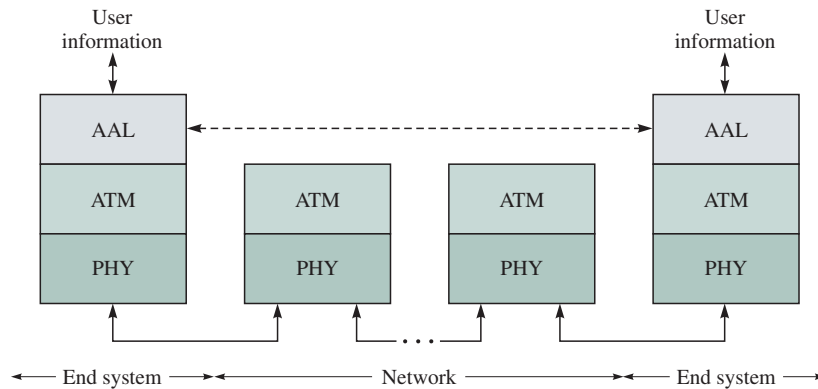 User
information
User
information
AAL
AAL
ATM
ATM
ATM
ATM
PHY
PHY
PHY
PHY
...
End system
Network
End system